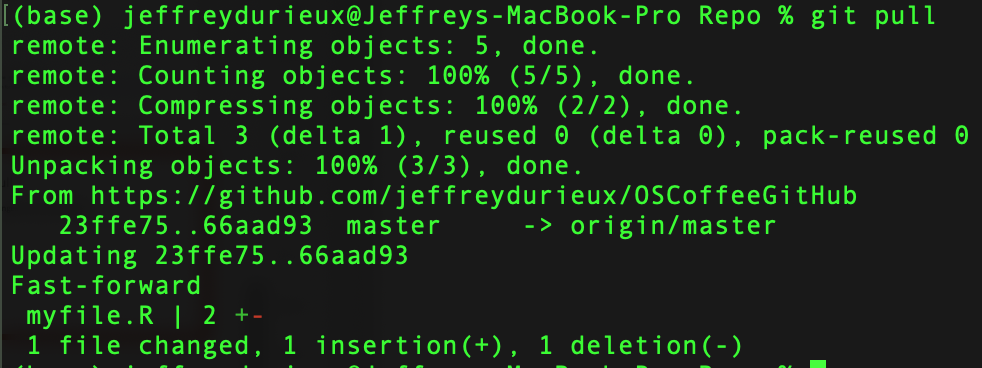 [(base) jeffreydurieux@Jeffreys-MacBook-Pro Repo % git pull
remote: Enumerating objects: 5, done.
remote: Counting objects: 100% (5/5), done.
remote: Compressing objects: 100% (2/2), done.
remote: Total 3 (delta 1), reused 0 (delta 0), pack-reused 0
Unpacking objects: 100% (3/3), done.
From https://github.com/jeffreydurieux/OSCoffeeGitHub
   23ffe75..66aad93  master     -> origin/master
Updating 23ffe75..66aad93
Fast-forward
 myfile.R | 2 +-
 1 file changed, 1 insertion(+), 1 deletion(-)